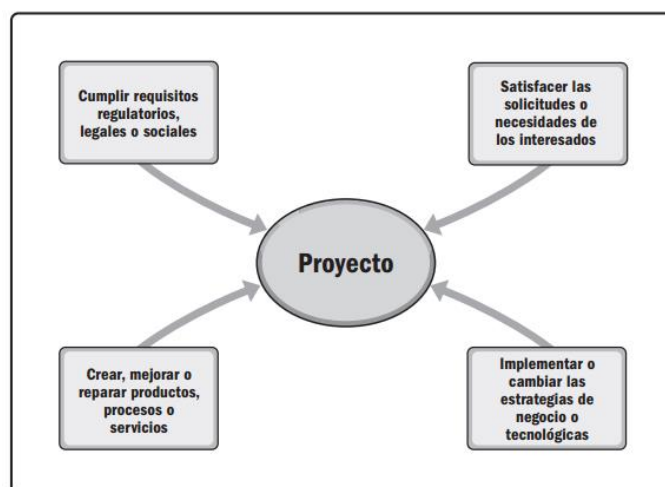 Cumplir requisitos
regulatorios,
legales o sociales
Satisfacer las
solicitudes o
necesidades de
los interesados
Proyecto
Crear, mejorar o
reparar productos,
procesos o
servicios
Implementar o
cambiar las
estrategias de
negocio o
tecnológicas